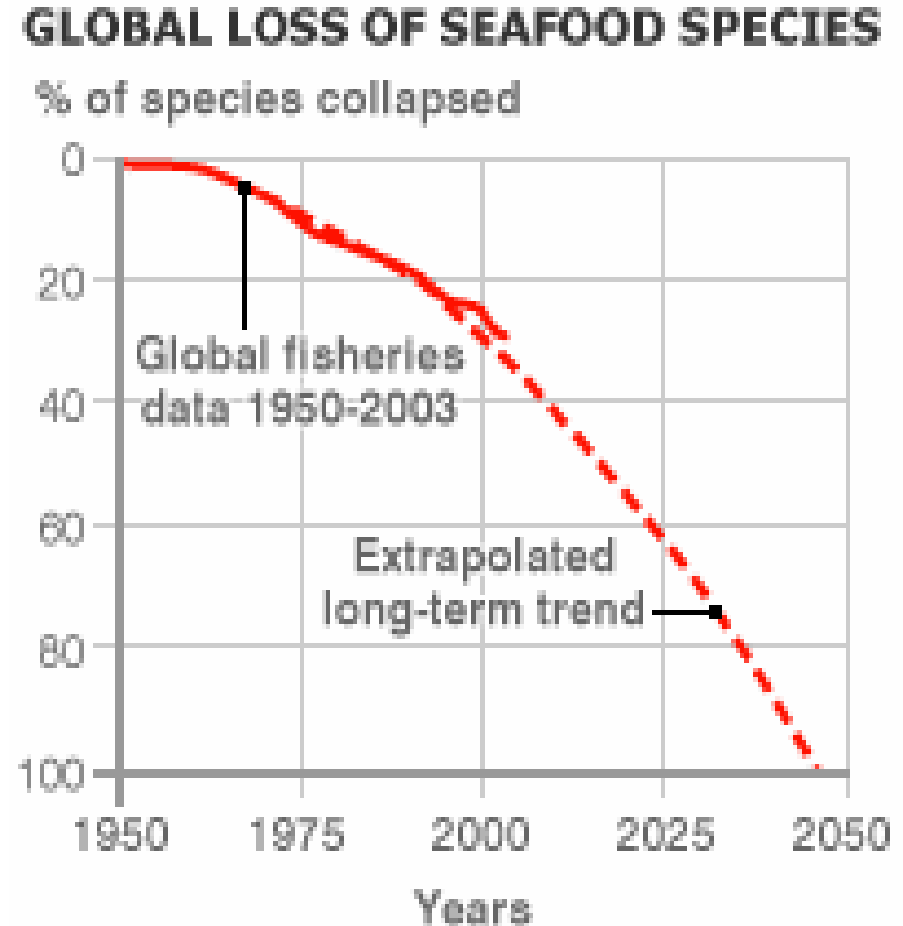 GLOBAL LOSS OF SEAFOOD SPECIES
% of species collapsed
0
20
Global fisheries
data 1950-2003
40
60
Extrapolated
long-term trend
80
100
1950 1975 2000 2025 2050
Years